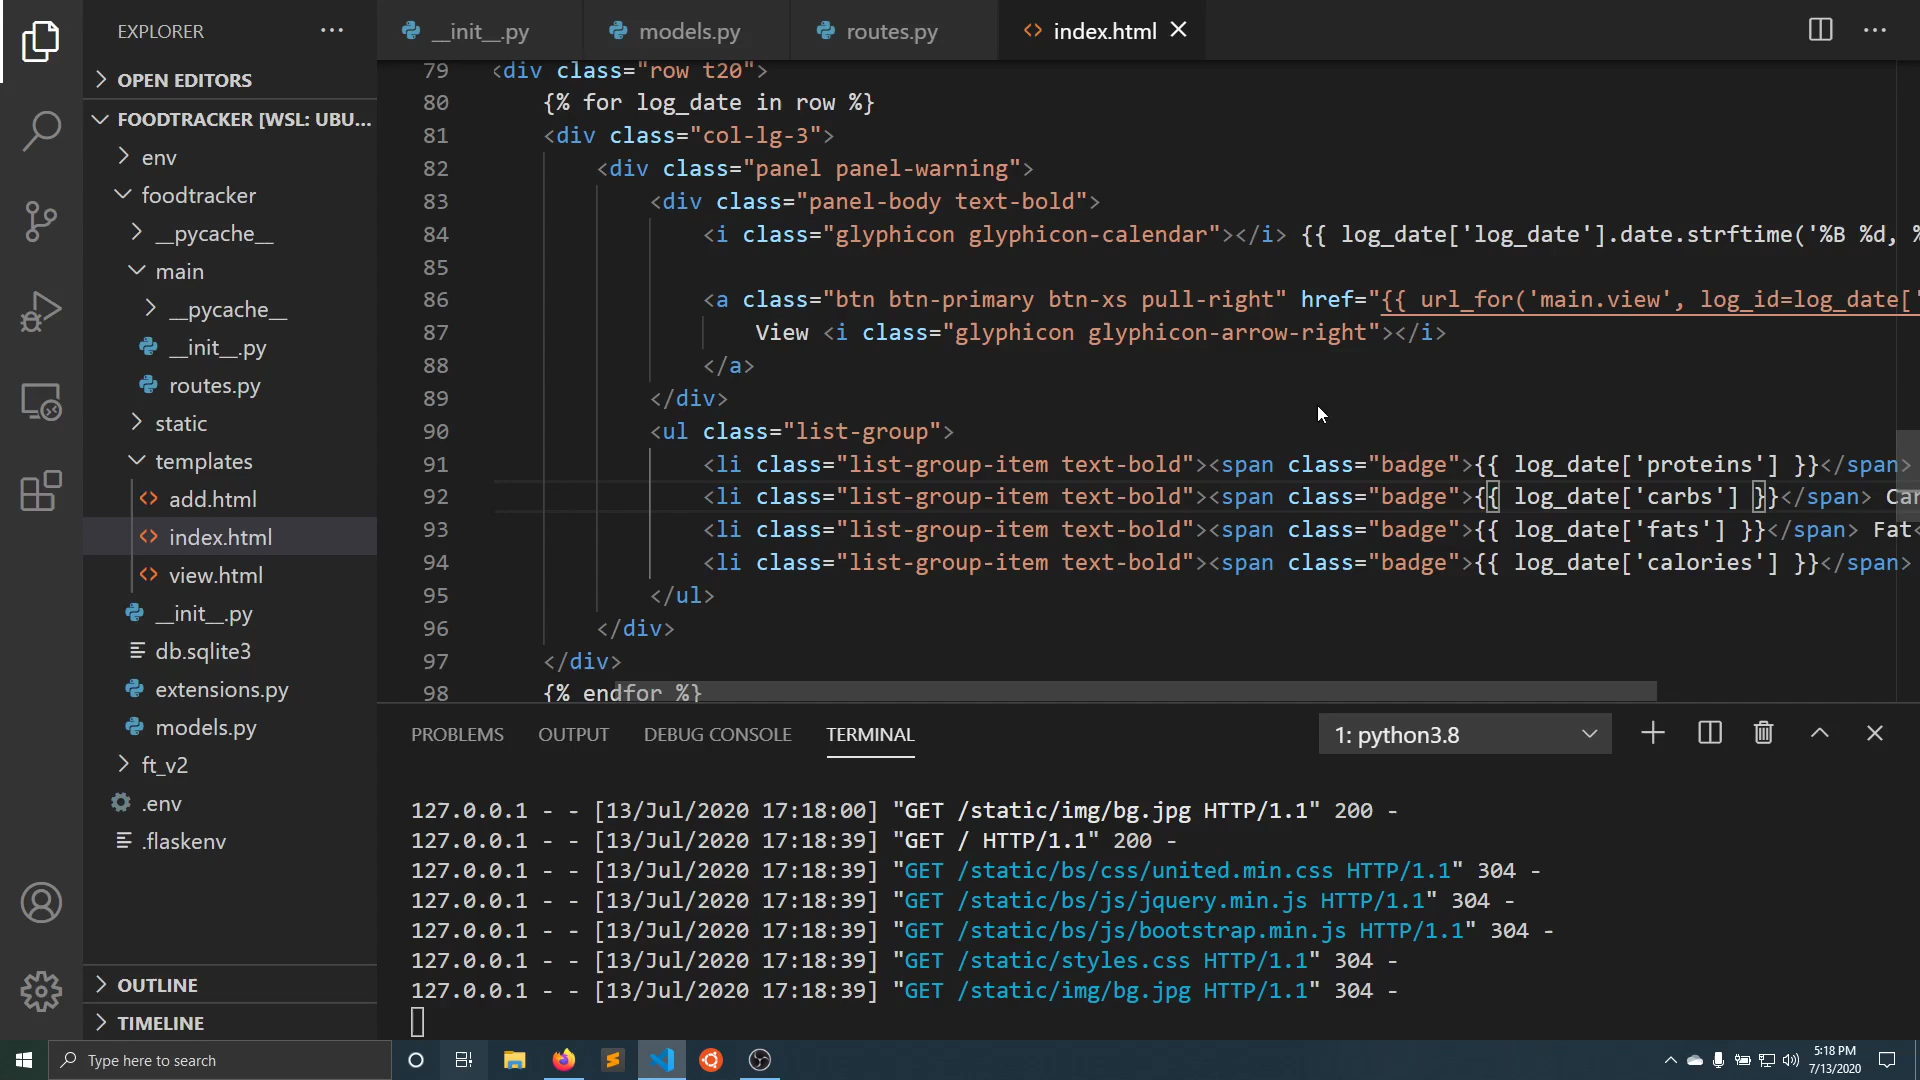 EXPLORER
OPEN EDITORS
FOODTRACKER [WSL: UBU...
env
foodtracker
__pycache__
main
__pycache__
__init__.py
routes.py
static
templates
add.html
index.html
view.html
__init__.py
db.sqlite3
extensions.py
models.py
ft_v2
.env
.flaskenv
OUTLINE
TIMELINE
__init__.py models.py routes.py index.html
79 <div class="row t20">
80 {% for log_date in row %}
81 <div class="col-lg-3">
82 <div class="panel panel-warning">
83 <div class="panel-body text-bold">
84 <i class="glyphicon glyphicon-calendar"></i> {{ log_date['log_date'].date.strftime('%B %d, %
85
86 <a class="btn btn-primary btn-xs pull-right" href="{{ url_for('main.view', log_id=log_date['
87 View <i class="glyphicon glyphicon-arrow-right"></i>
88 </a>
89 </div>
90 <ul class="list-group">
91 <li class="list-group-item text-bold"><span class="badge">{{ log_date['proteins'] }}</span>
92 <li class="list-group-item text-bold"><span class="badge">{{ log_date['carbs'] }}</span> Car
93 <li class="list-group-item text-bold"><span class="badge">{{ log_date['fats'] }}</span> Fat<
94 <li class="list-group-item text-bold"><span class="badge">{{ log_date['calories'] }}</span>
95 </ul>
96 </div>
97 </div>
98 {% endfor %}
PROBLEMS OUTPUT DEBUG CONSOLE TERMINAL 1: python3.8
127.0.0.1 - - [13/Jul/2020 17:18:00] "GET /static/img/bg.jpg HTTP/1.1" 200 -
127.0.0.1 - - [13/Jul/2020 17:18:39] "GET / HTTP/1.1" 200 -
127.0.0.1 - - [13/Jul/2020 17:18:39] "GET /static/bs/css/united.min.css HTTP/1.1" 304 -
127.0.0.1 - - [13/Jul/2020 17:18:39] "GET /static/bs/js/jquery.min.js HTTP/1.1" 304 -
127.0.0.1 - - [13/Jul/2020 17:18:39] "GET /static/bs/js/bootstrap.min.js HTTP/1.1" 304 -
127.0.0.1 - - [13/Jul/2020 17:18:39] "GET /static/styles.css HTTP/1.1" 304 -
127.0.0.1 - - [13/Jul/2020 17:18:39] "GET /static/img/bg.jpg HTTP/1.1" 304 -
Type here to search
5:18 PM
7/13/2020